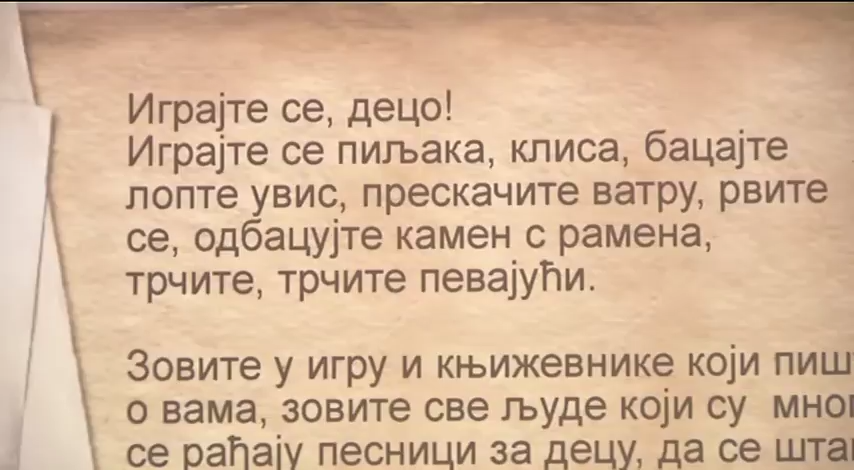 Играјте се, децо!
Играјте се пиљака, клиса, бацајте
лопте увис, прескачите ватру, рвите
се, одбацујте камен с рамена,
трчите, трчите певајући.
Зовите у игру и књижевнике који
о вама, зовите све људе који су
се рађају песници за децу, да се